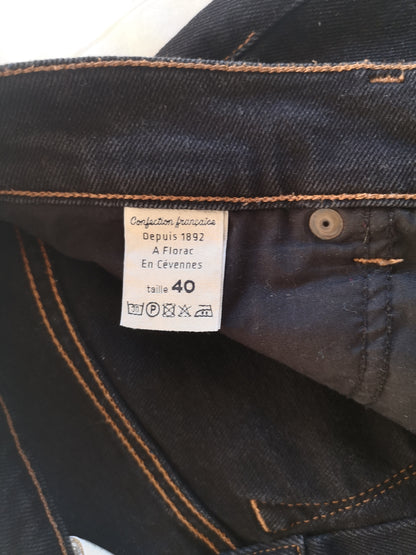 Confection française
Depuis 1892
A Florac
En Cévennes
taille 40